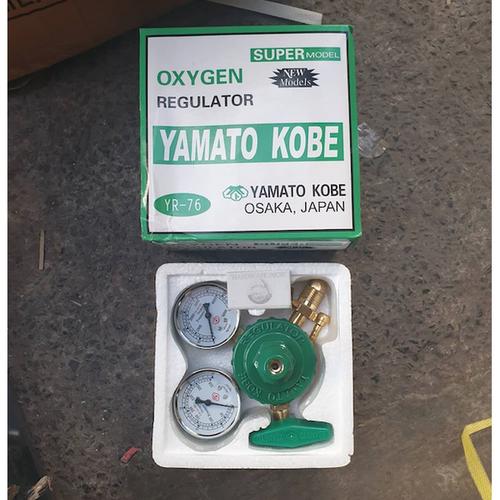 SUPER MODEL
OXYGEN
NEW
Models
REGULATOR
YAMATO KOBE
YR-76
YAMATO KOBE
OSAKA, JAPAN
REGULATOR
YAMATO KOBE